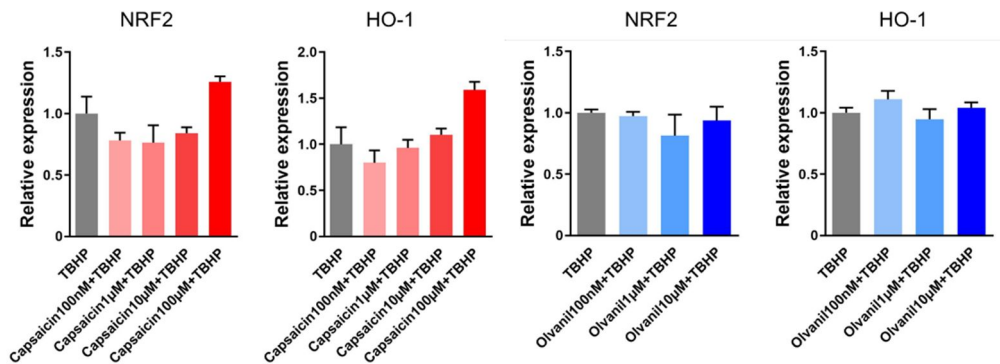 NRF2
Relative expression
1.5
1.0
0.5
0.0
TBHP
Capsaicin100nM+TBHP
Capsaicin1μM+TBHP
Capsaicin10μM+TBHP
Capsaicin100μM+TBHP
HO-1
Relative expression
2.0
1.5
1.0
0.5
0.0
TBHP
Capsaicin100nM+TBHP
Capsaicin1μM+TBHP
Capsaicin10μM+TBHP
Capsaicin100μM+TBHP
NRF2
Relative expression
1.5
1.0
0.5
0.0
TBHP
Olvanil100nM+TBHP
Olvanil1μM+TBHP
Olvanil10μM+TBHP
HO-1
Relative expression
1.5
1.0
0.5
0.0
TBHP
Olvanil100nM+TBHP
Olvanil1μM+TBHP
Olvanil10μM+TBHP